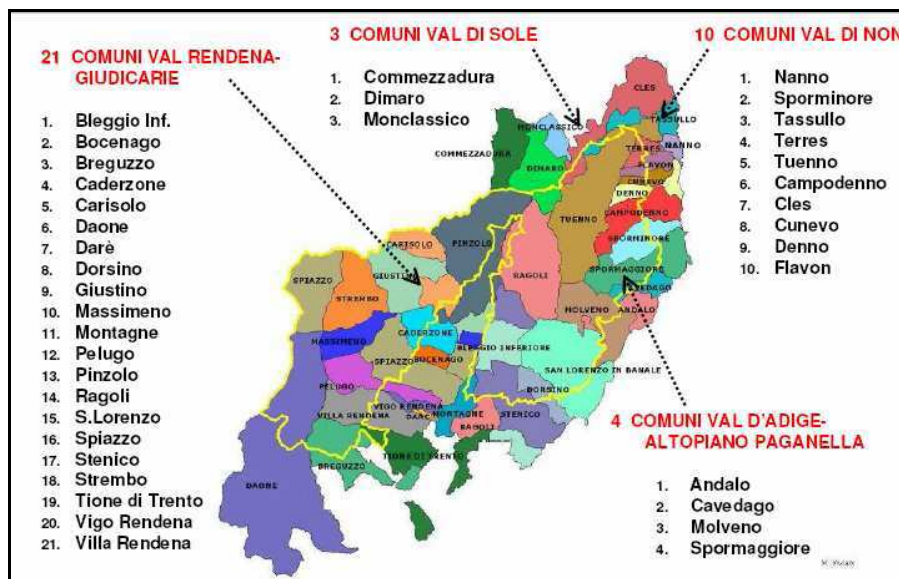 21 COMUNI VAL RENDENA-
GIUDICARIE
1. Bleggio Inf.
2. Bocenago
3. Breguzzo
4. Caderzone
5. Carisolo
6. Daone
7. Darè
8. Dorsino
9. Giustino
10. Massimeno
11. Montagne
12. Pelugo
13. Pinzolo
14. Ragoli
15. S.Lorenzo
16. Spiazzo
17. Stenico
18. Strembo
19. Tione di Trento
20. Vigo Rendena
21. Villa Rendena
3 COMUNI VAL DI SOLE
1. Commezzadura
2. Dimaro
3. Monclassico
10 COMUNI VAL DI NON
1. Nanno
2. Sporminore
3. Tassullo
4. Terres
5. Tuenno
6. Campodenno
7. Cles
8. Cunevo
9. Denno
10. Flavon
4 COMUNI VAL D'ADIGE-
ALTOPIANO PAGANELLA
1. Andalo
2. Cavedago
3. Molveno
4. Spormaggiore
CLES
TASSULLO
MONCLASSICO
NANNO
TERRES
COMMEZZADURA
DIMARO
FLAVON
CUNEVO
DENNO
TUENNO
CAMPODENNO
SPORMINORE
CARISOLO
PINZOLO
SPIAZZO
GIUSTINO
RAGOLI
SPORMAGGIORE
CAVEDAGO
STREMBO
MOLVENO
ANDALO
MASSIMENO
CADERZONE
BLEGGIO INFERIORE
SPIAZZO
BOCENAGO
SAN LORENZO IN BANALE
PELUGO
DORSINO
VILLA RENDENA
VIGO RENDENA
DARÈ
MONTAGNE
STENICO
RAGOLI
TIONE DI TRENTO
BREGUZZO
DAONE